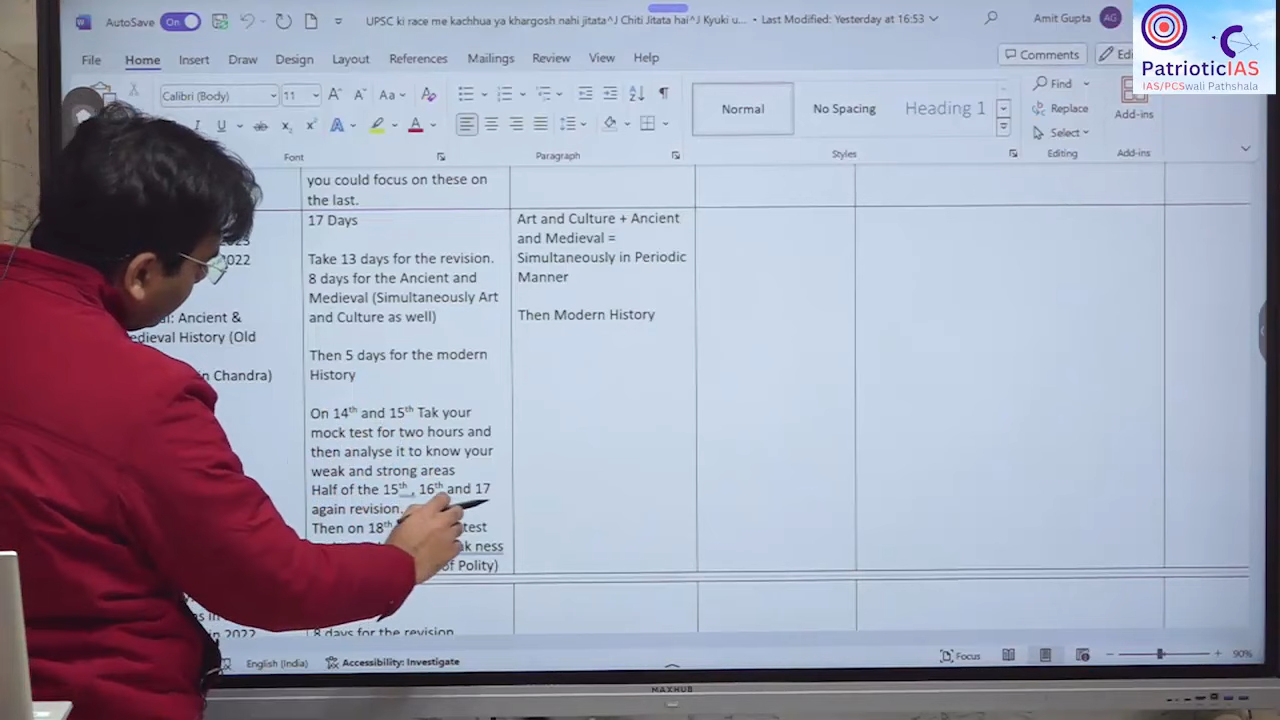 AutoSave On
UPSC ki race me kachhua ya khargosh nahi jitata^J Chiti Jitata hai^J Kyuki u... • Last Modified: Yesterday at 16:53
Amit Gupta AG
PatrioticIAS
IAS/PCSwali Pathshala
File Home Insert Draw Design Layout References Mailings Review View Help
Comments
Calibri (Body) 11
Normal
No Spacing
Heading 1
Find
Replace
Select
Add-ins
Font
Paragraph
Styles
Editing
Add-ins
you could focus on these on
the last.
2022
Ancient &
History (Old
Chandra)
17 Days
Take 13 days for the revision.
8 days for the Ancient and
Medieval (Simultaneously Art
and Culture as well)
Then 5 days for the modern
History
On 14th and 15th Tak your
mock test for two hours and
then analyse it to know your
weak and strong areas
Half of the 15th , 16th and 17
again revision.
Then on 18th test
ness
of Polity)
Art and Culture + Ancient
and Medieval =
Simultaneously in Periodic
Manner
Then Modern History
in 2022
8 days for the revision
English (India)
Accessibility: Investigate
Focus
90%
MAXHUB